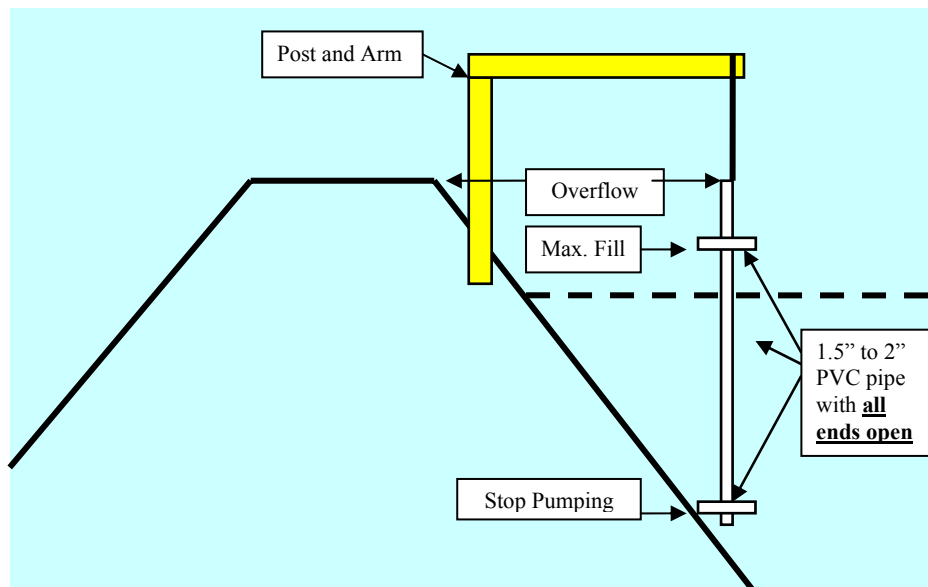 Post and Arm
Overflow
Max. Fill
1.5” to 2”
PVC pipe
with all
ends open
Stop Pumping